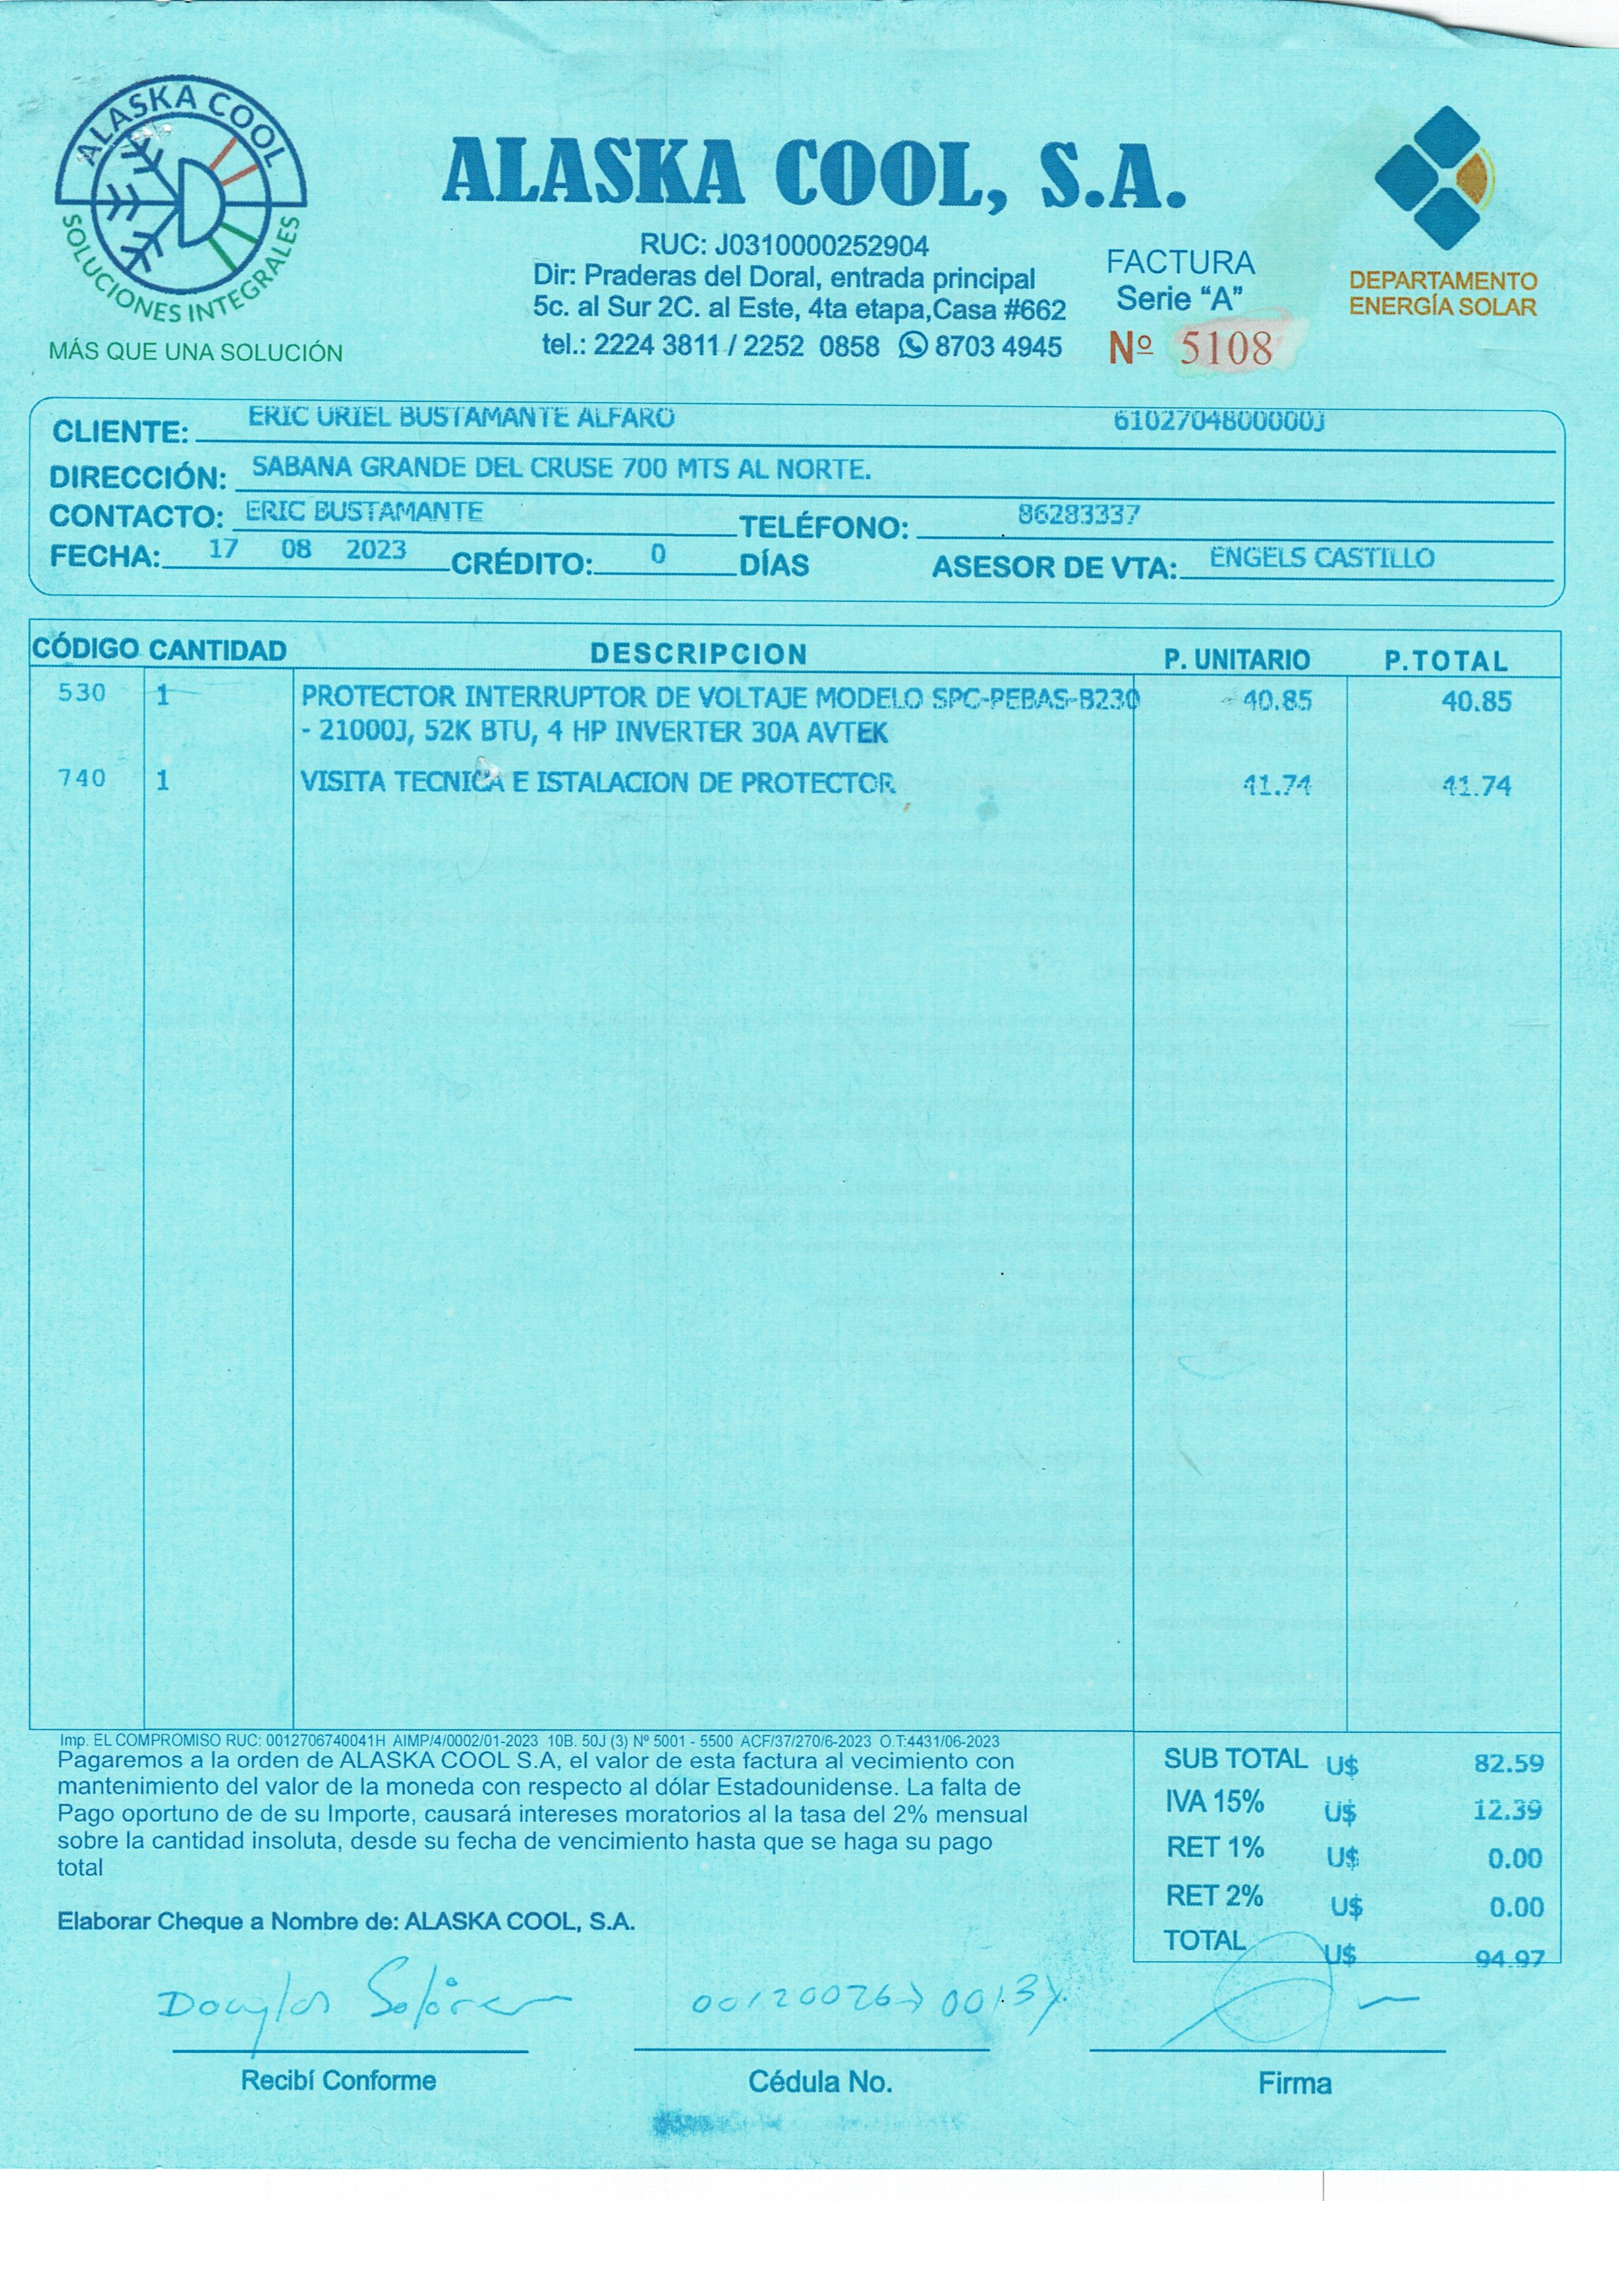 ALASKA COOL
SOLUCIONES INTEGRALES
MÁS QUE UNA SOLUCIÓN
ALASKA COOL, S.A.
RUC: J0310000252904
Dir: Praderas del Doral, entrada principal
5c. al Sur 2C. al Este, 4ta etapa,Casa #662
tel.: 2224 3811 / 2252 0858 8703 4945
FACTURA
Serie “A”
Nº 5108
DEPARTAMENTO
ENERGÍA SOLAR
CLIENTE: ERIC URIEL BUSTAMANTE ALFARO 6102704800000J
DIRECCIÓN: SABANA GRANDE DEL CRUSE 700 MTS AL NORTE.
CONTACTO: ERIC BUSTAMANTE TELÉFONO: 86283337
FECHA: 17 08 2023 CRÉDITO: 0 DÍAS ASESOR DE VTA: ENGELS CASTILLO
CÓDIGO CANTIDAD DESCRIPCION P. UNITARIO P.TOTAL
530 1 PROTECTOR INTERRUPTOR DE VOLTAJE MODELO SPC-PEBAS-B230 40.85 40.85
- 21000J, 52K BTU, 4 HP INVERTER 30A AVTEK
740 1 VISITA TECNICA E ISTALACION DE PROTECTOR 41.74 41.74
Imp. EL COMPROMISO RUC: 0012706740041H AIMP/4/0002/01-2023 10B. 50J (3) Nº 5001 - 5500 ACF/37/270/6-2023 O.T:4431/06-2023
Pagaremos a la orden de ALASKA COOL S.A, el valor de esta factura al vecimiento con
mantenimiento del valor de la moneda con respecto al dólar Estadounidense. La falta de
Pago oportuno de de su Importe, causará intereses moratorios al la tasa del 2% mensual
sobre la cantidad insoluta, desde su fecha de vencimiento hasta que se haga su pago
total
Elaborar Cheque a Nombre de: ALASKA COOL, S.A.
SUB TOTAL U$ 82.59
IVA 15% U$ 12.39
RET 1% U$ 0.00
RET 2% U$ 0.00
TOTAL U$ 94.97
Douglas
Recibí Conforme
Cédula No.
Firma